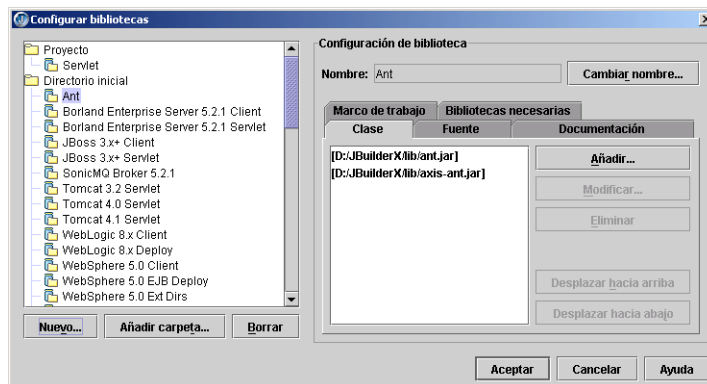 Configurar bibliotecas
Proyecto
Servlet
Directorio inicial
Ant
Borland Enterprise Server 5.2.1 Client
Borland Enterprise Server 5.2.1 Servlet
JBoss 3.x+ Client
JBoss 3.x+ Servlet
SonicMQ Broker 5.2.1
Tomcat 3.2 Servlet
Tomcat 4.0 Servlet
Tomcat 4.1 Servlet
WebLogic 8.x Client
WebLogic 8.x Deploy
WebSphere 5.0 Client
WebSphere 5.0 EJB Deploy
WebSphere 5.0 Ext Dirs
Nuevo...
Añadir carpeta...
Borrar
Configuración de biblioteca
Nombre: Ant
Cambiar nombre...
Marco de trabajo
Bibliotecas necesarias
Clase
Fuente
Documentación
[D:/JBuilderX/lib/ant.jar]
[D:/JBuilderX/lib/axis-ant.jar]
Añadir...
Modificar...
Eliminar
Desplazar hacia arriba
Desplazar hacia abajo
Aceptar
Cancelar
Ayuda